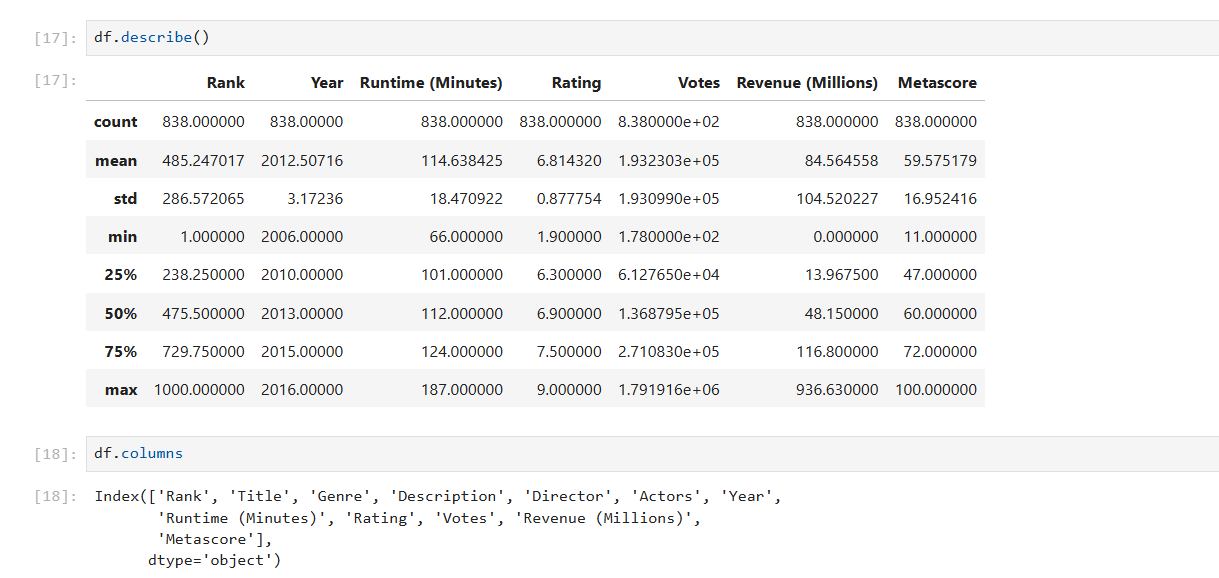 [17]: df.describe()
[17]: Rank Year Runtime (Minutes) Rating Votes Revenue (Millions) Metascore
count 838.000000 838.00000 838.000000 838.000000 8.380000e+02 838.000000 838.000000
mean 485.247017 2012.50716 114.638425 6.814320 1.932303e+05 84.564558 59.575179
std 286.572065 3.17236 18.470922 0.877754 1.930990e+05 104.520227 16.952416
min 1.000000 2006.00000 66.000000 1.900000 1.780000e+02 0.000000 11.000000
25% 238.250000 2010.00000 101.000000 6.300000 6.127650e+04 13.967500 47.000000
50% 475.500000 2013.00000 112.000000 6.900000 1.368795e+05 48.150000 60.000000
75% 729.750000 2015.00000 124.000000 7.500000 2.710830e+05 116.800000 72.000000
max 1000.000000 2016.00000 187.000000 9.000000 1.791916e+06 936.630000 100.000000
[18]: df.columns
[18]: Index(['Rank', 'Title', 'Genre', 'Description', 'Director', 'Actors', 'Year',
'Runtime (Minutes)', 'Rating', 'Votes', 'Revenue (Millions)',
'Metascore'],
dtype='object')